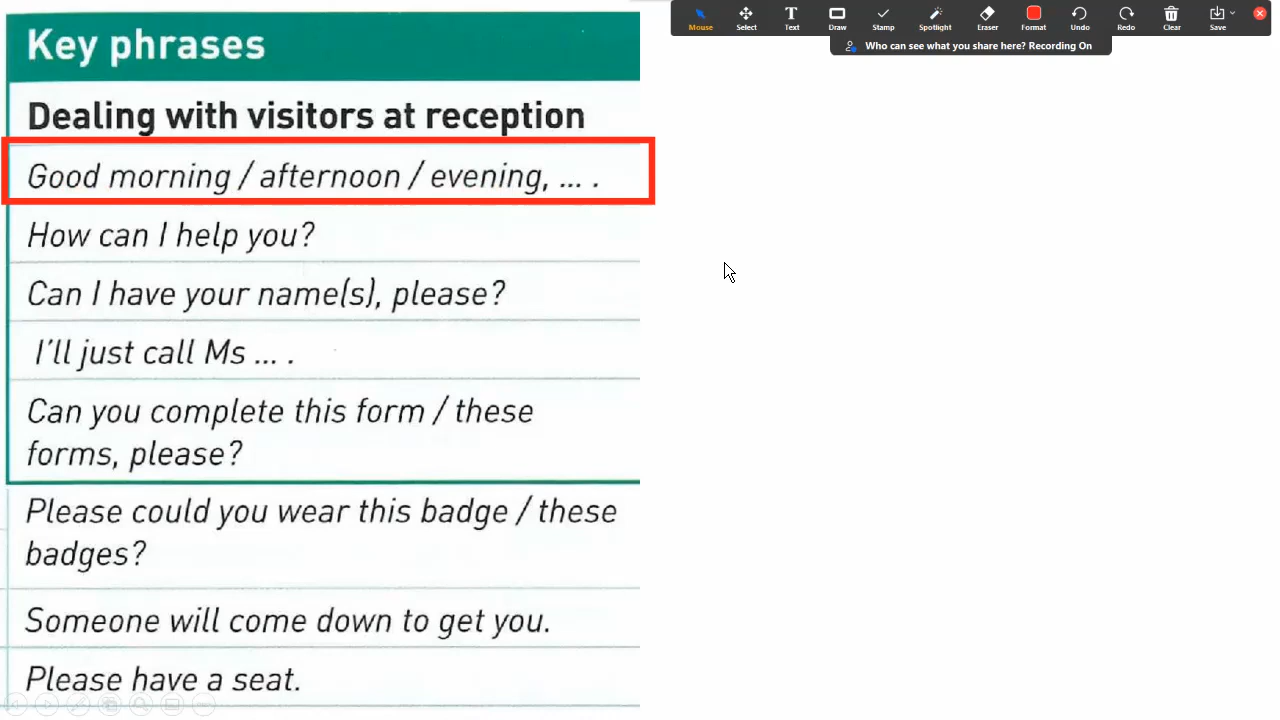 Key phrases
Dealing with visitors at reception
Good morning / afternoon / evening, ... .
How can I help you?
Can I have your name(s), please?
I'll just call Ms ... .
Can you complete this form / these
forms, please?
Please could you wear this badge / these
badges?
Someone will come down to get you.
Please have a seat.
Mouse Select Text Draw Stamp Spotlight Eraser Format Undo Redo Clear Save
Who can see what you share here? Recording On